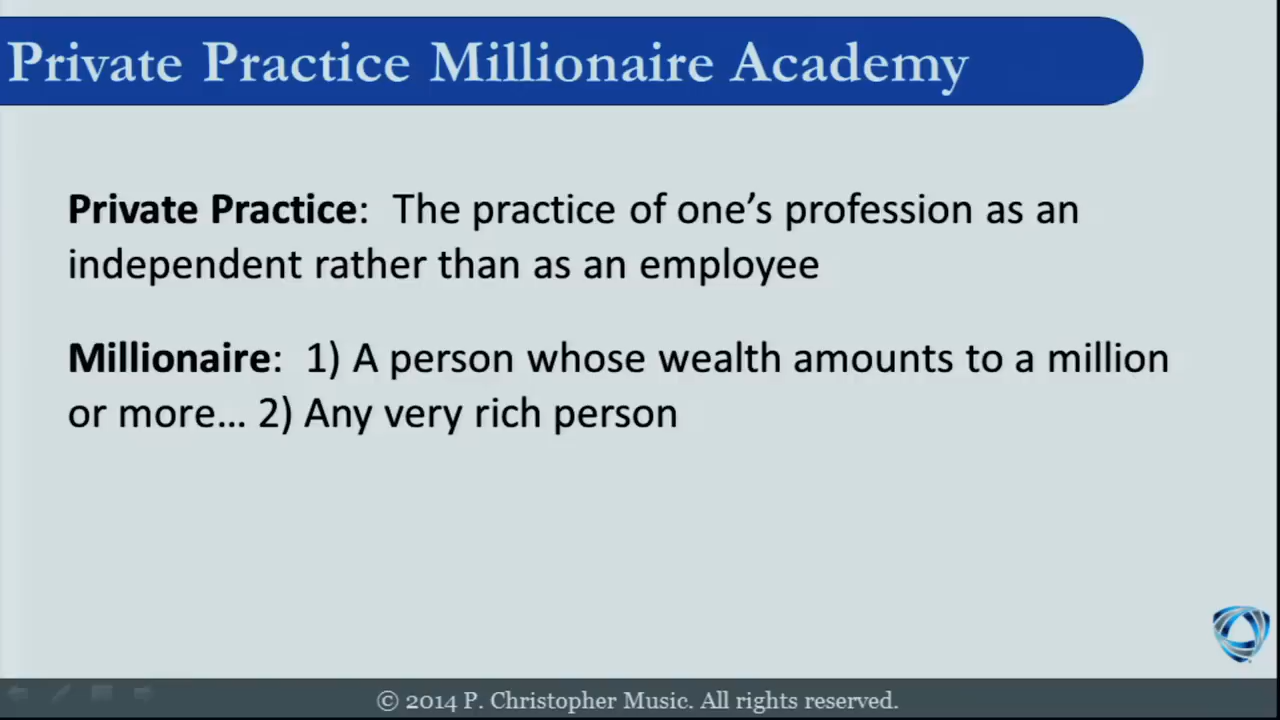 Private Practice Millionaire Academy
Private Practice:  The practice of one’s profession as an
independent rather than as an employee
Millionaire:  1) A person whose wealth amounts to a million
or more… 2) Any very rich person
© 2014 P. Christopher Music. All rights reserved.